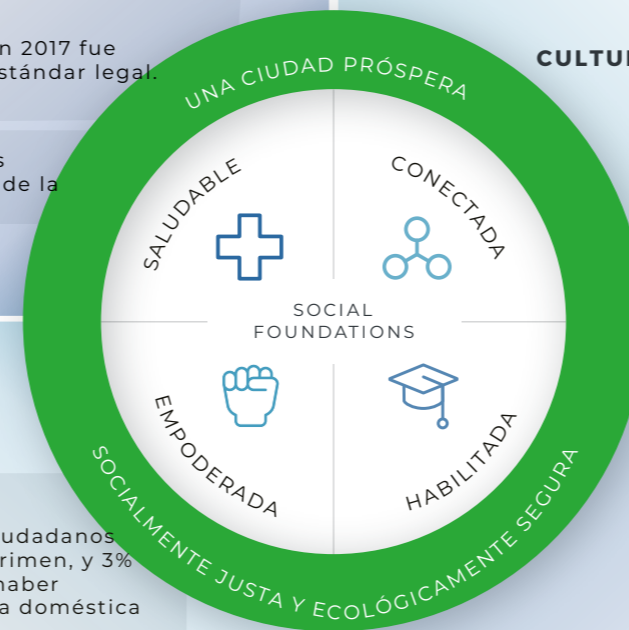 n 2017 fue
stándar legal.
CULTU
s
de la
UNA CIUDAD PRÓSPERA
SALUDABLE
CONECTADA
SOCIAL
FOUNDATIONS
EMPODERADA
HABILITADA
SOCIALMENTE JUSTA Y ECOLÓGICAMENTE SEGURA
udadanos
rimen, y 3%
haber
a doméstica